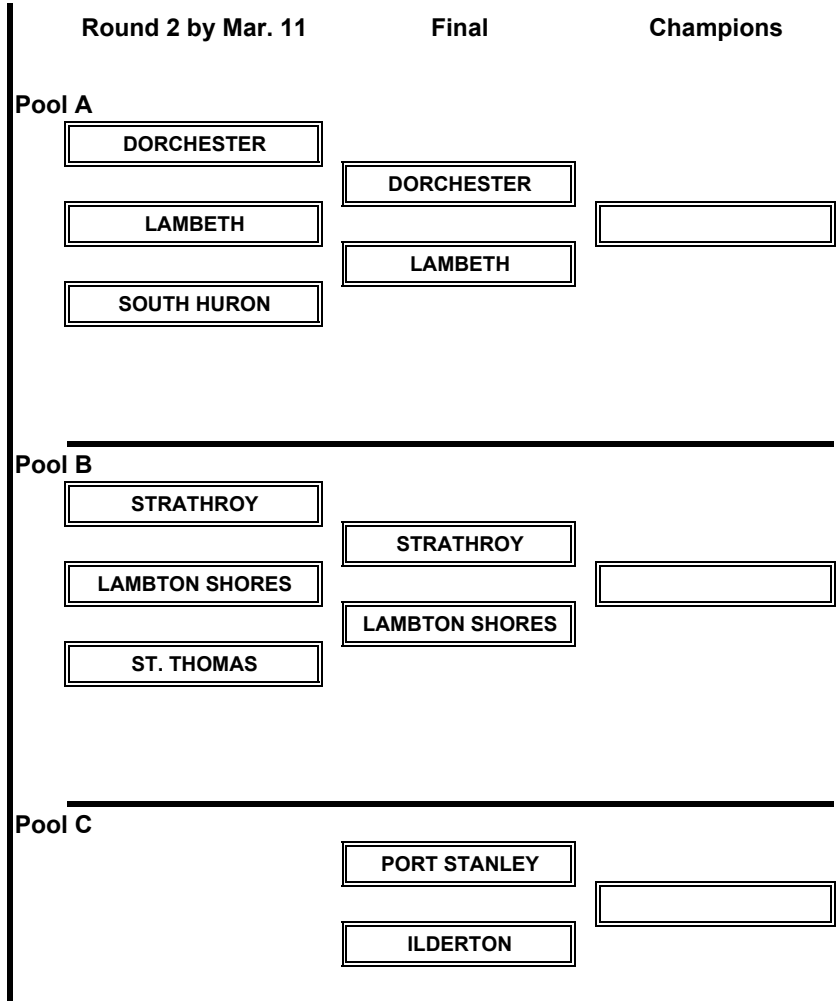 Round 2 by Mar. 11 Final Champions
Pool A
DORCHESTER
DORCHESTER
LAMBETH
LAMBETH
SOUTH HURON
Pool B
STRATHROY
STRATHROY
LAMBTON SHORES
LAMBTON SHORES
ST. THOMAS
Pool C
PORT STANLEY
ILDERTON